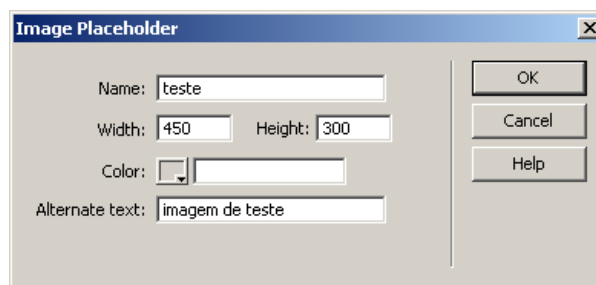 Image Placeholder
Name: teste
OK
Width: 450 Height: 300
Cancel
Color:
Help
Alternate text: imagem de teste